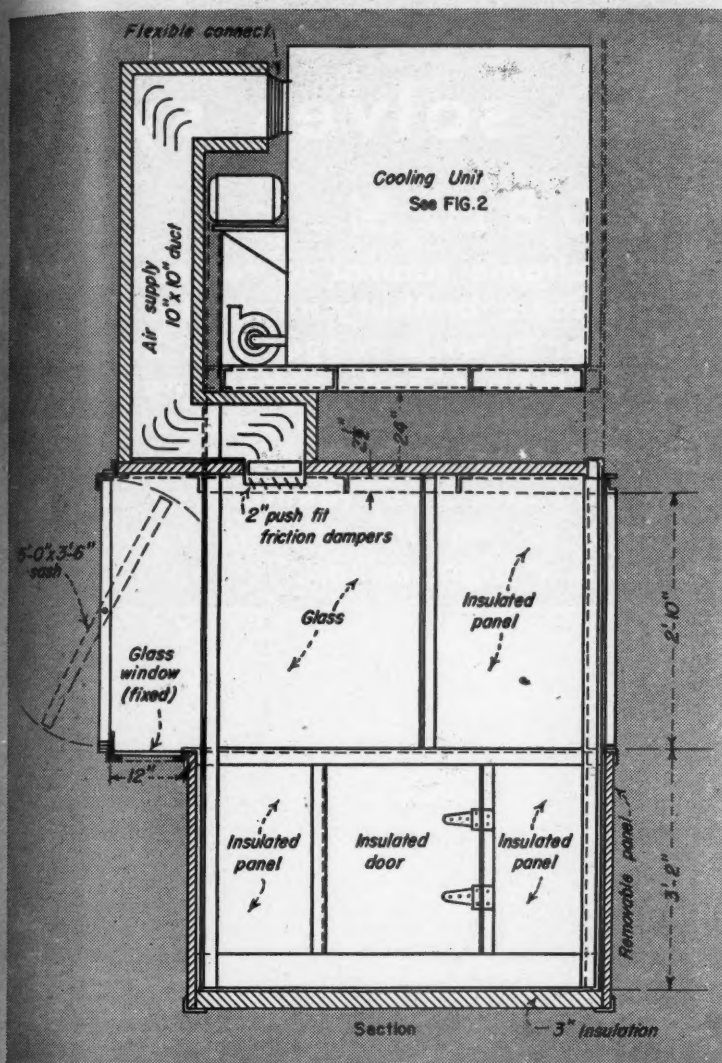 Flexible connect.
Cooling Unit
See FIG.2
Air supply
10"x10" duct
24"
2" push fit
friction dampers
5'-0"x3'-6"
sash
Glass
Insulated
panel
2'-10"
Glass
window
(fixed)
12"
Insulated
panel
Insulated
door
Insulated
panel
Removable panel
3'-2"
Section
3" insulation